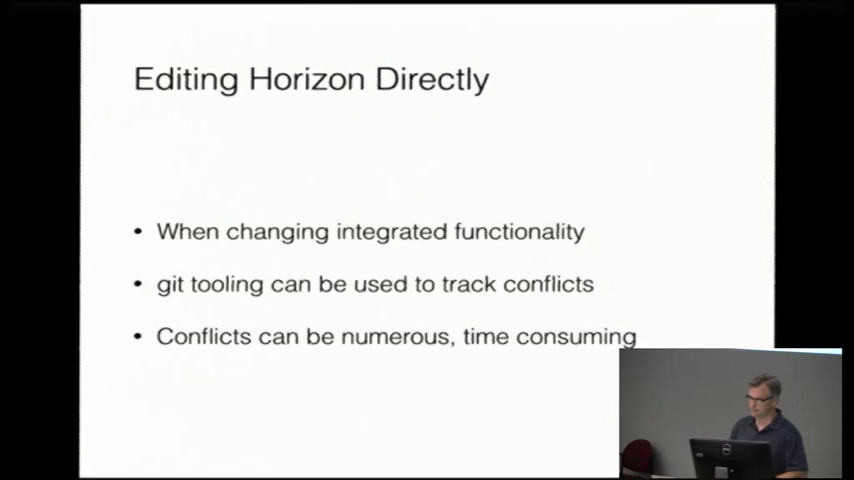 Editing Horizon Directly
• When changing integrated functionality
• git tooling can be used to track conflicts
• Conflicts can be numerous, time consuming